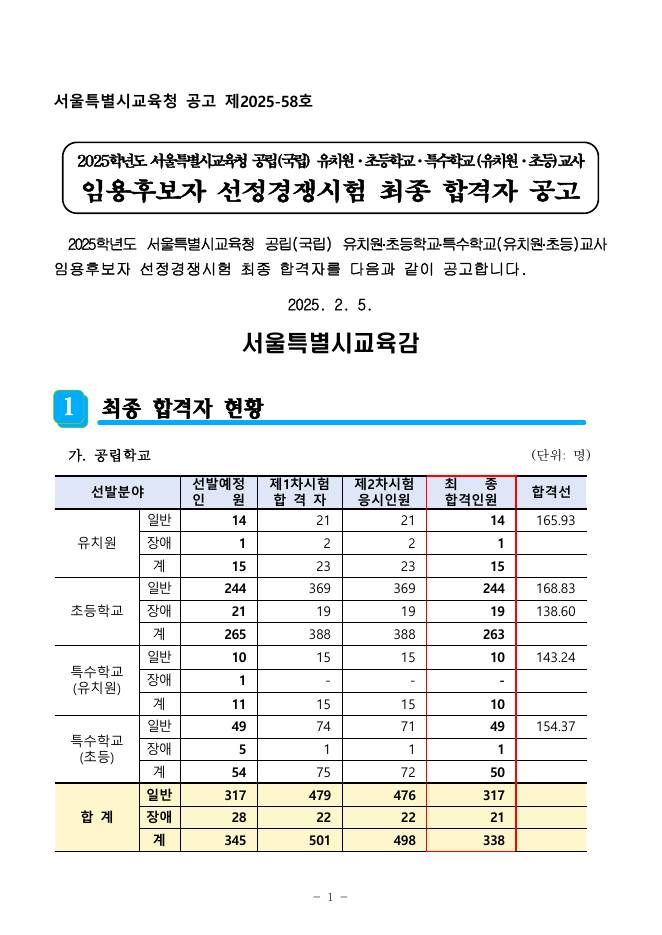 서울특별시교육청 공고 제2025-58호
2025학년도 서울특별시교육청 공립(국립) 유치원·초등학교·특수학교(유치원·초등)교사
임용후보자 선정경쟁시험 최종 합격자 공고
2025학년도 서울특별시교육청 공립(국립) 유치원·초등학교·특수학교(유치원·초등)교사
임용후보자 선정경쟁시험 최종 합격자를 다음과 같이 공고합니다.
2025. 2. 5.
서울특별시교육감
1 최종 합격자 현황
가. 공립학교 (단위: 명)
선발분야 선발예정 인 원 제1차시험 합 격 자 제2차시험 응시인원 최 종 합격인원 합격선
유치원 일반 14 21 21 14 165.93
장애 1 2 2 1
계 15 23 23 15
초등학교 일반 244 369 369 244 168.83
장애 21 19 19 19 138.60
계 265 388 388 263
특수학교 (유치원) 일반 10 15 15 10 143.24
장애 1 - - -
계 11 15 15 10
특수학교 (초등) 일반 49 74 71 49 154.37
장애 5 1 1 1
계 54 75 72 50
합 계 일반 317 479 476 317
장애 28 22 22 21
계 345 501 498 338
- 1 -